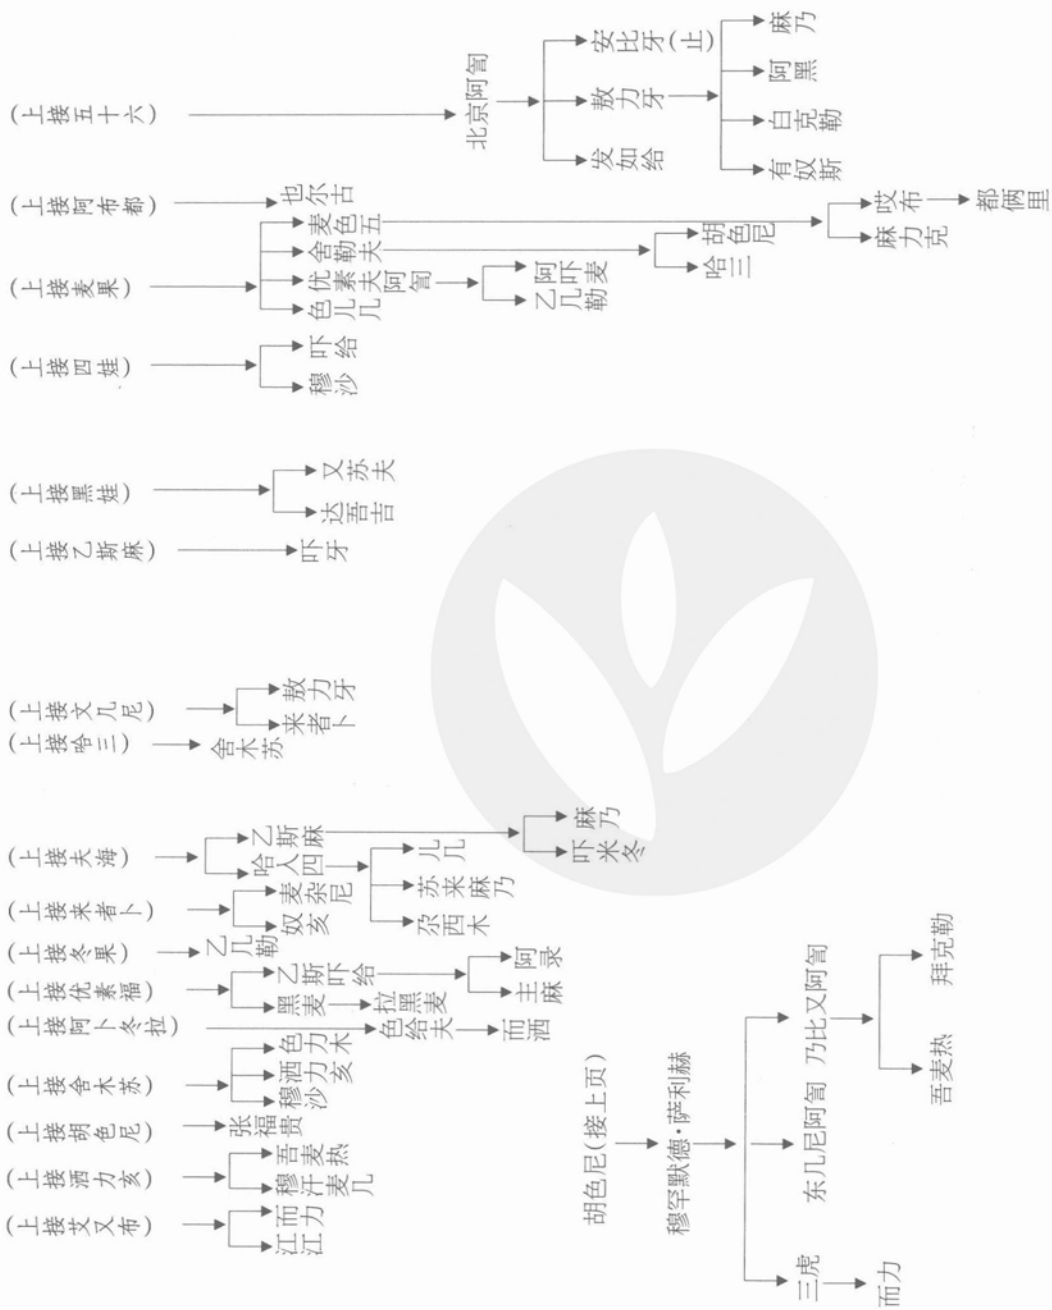 (上接艾又布)
江江
而力
(上接洒力亥)
穆汗麦几
吾麦热
(上接胡色尼)
张福贵
(上接舍木苏)
穆沙
洒力亥
色力木
(上接阿卜冬拉)
色给夫
而洒
(上接优素福)
黑麦
拉黑麦
乙斯吓给
主麻
阿录
(上接冬果)
乙几勒
(上接来者卜)
奴亥
麦杂尼
(上接夫海)
哈人四
尕西木
苏来麻乃
儿几
乙斯麻
吓米冬
麻乃
(上接哈三)
舍木苏
(上接文几尼)
来者卜
敖力牙
(上接乙斯麻)
吓牙
(上接黑娃)
达吾吉
又苏夫
(上接四娃)
穆沙
吓给
(上接麦果)
色儿几
优素夫阿訇
乙几勒
阿吓麦
舍勒夫
哈三
胡色尼
麦色五
麻力克
哎布
都俩里
(上接阿布都)
也尔古
(上接五十六)
北京阿訇
发如给
敖力牙
有奴斯
白克勒
阿黑
麻乃
安比牙(止)
胡色尼(接上页)
穆罕默德·萨利赫
三虎
而力
东几尼阿訇
乃比又阿訇
吾麦热
拜克勒